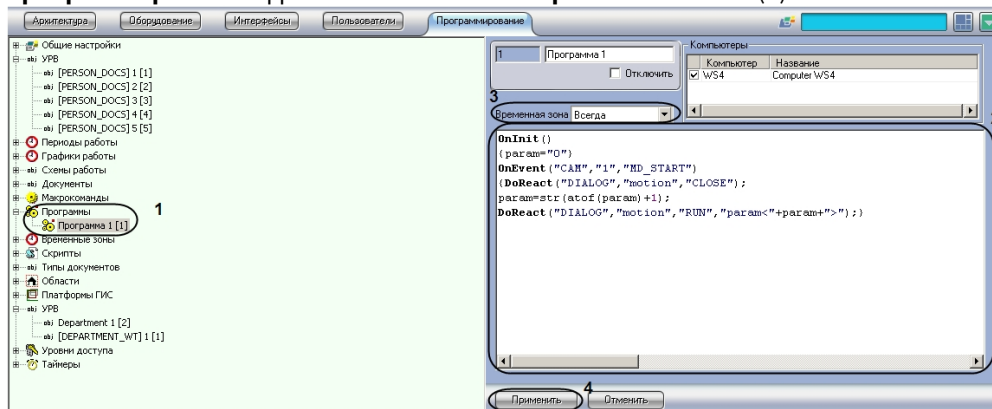 Архитектура Оборудование Интерфейсы Пользователи Программирование
Общие настройки
УРВ
[PERSON_DOCS] 1 [1]
[PERSON_DOCS] 2 [2]
[PERSON_DOCS] 3 [3]
[PERSON_DOCS] 4 [4]
[PERSON_DOCS] 5 [5]
Периоды работы
Графики работы
Схемы работы
Документы
Макрокоманды
Программы
1
Программа 1 [1]
Временные зоны
Скрипты
Типы документов
Области
Платформы ГИС
УРВ
Department 1 [2]
[DEPARTMENT_WT] 1 [1]
Уровни доступа
Таймеры
1 Программа 1
Отключить
Компьютеры
Компьютер Название
WS4 Computer WS4
3
Временная зона Всегда
OnInit()
(param="0")
OnEvent("CAM","1","MD_START")
{DoReact("DIALOG","motion","CLOSE");
param=str(atof(param)+1);
DoReact("DIALOG","motion","RUN","param<"+param+">");}
4
Применить Отменить